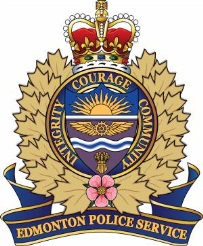 INTEGRITY COURAGE COMMUNITY
EDMONTON POLICE SERVICE